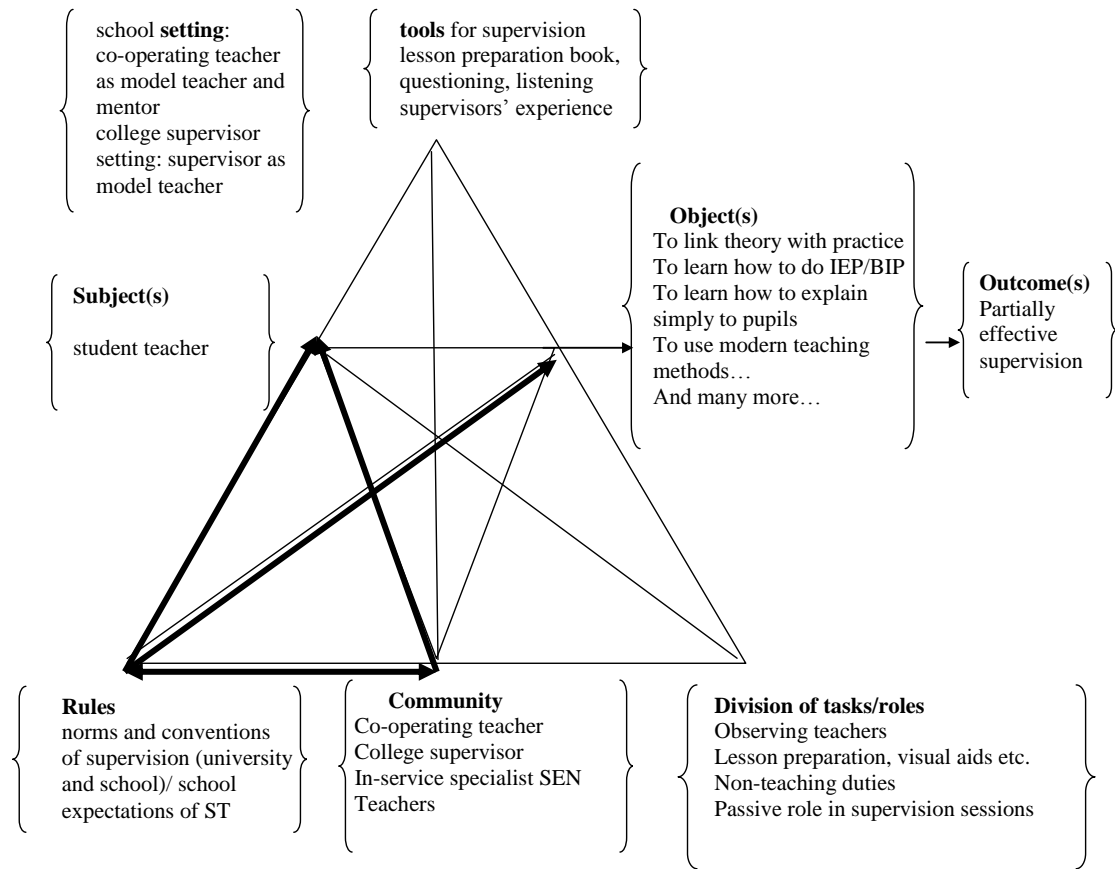 school setting:
co-operating teacher
as model teacher and
mentor
college supervisor
setting: supervisor as
model teacher
tools for supervision
lesson preparation book,
questioning, listening
supervisors’ experience
Subject(s)
student teacher
Object(s)
To link theory with practice
To learn how to do IEP/BIP
To learn how to explain
simply to pupils
To use modern teaching
methods…
And many more…
Outcome(s)
Partially
effective
supervision
Rules
norms and conventions
of supervision (university
and school)/ school
expectations of ST
Community
Co-operating teacher
College supervisor
In-service specialist SEN
Teachers
Division of tasks/roles
Observing teachers
Lesson preparation, visual aids etc.
Non-teaching duties
Passive role in supervision sessions